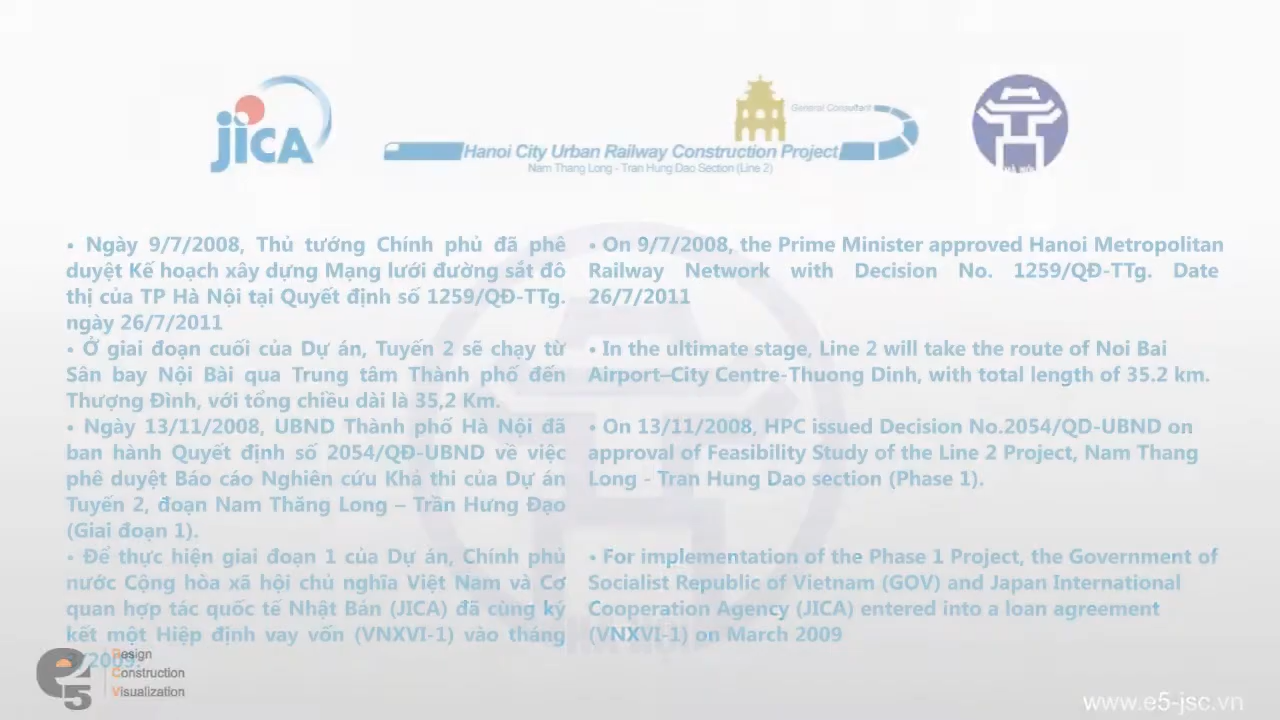 JICA
General Consultant
Hanoi City Urban Railway Construction Project
Nam Thang Long - Tran Hung Dao Section (Line 2)
HÀ NỘI
• Ngày 9/7/2008, Thủ tướng Chính phủ đã phê
duyệt Kế hoạch xây dựng Mạng lưới đường sắt đô
thị của TP Hà Nội tại Quyết định số 1259/QĐ-TTg.
ngày 26/7/2011
• Ở giai đoạn cuối của Dự án, Tuyến 2 sẽ chạy từ
Sân bay Nội Bài qua Trung tâm Thành phố đến
Thượng Đình, với tổng chiều dài là 35,2 Km.
• Ngày 13/11/2008, UBND Thành phố Hà Nội đã
ban hành Quyết định số 2054/QĐ-UBND về việc
phê duyệt Báo cáo Nghiên cứu Khả thi của Dự án
Tuyến 2, đoạn Nam Thăng Long – Trần Hưng Đạo
(Giai đoạn 1).
• Để thực hiện giai đoạn 1 của Dự án, Chính phủ
nước Cộng hòa xã hội chủ nghĩa Việt Nam và Cơ
quan hợp tác quốc tế Nhật Bản (JICA) đã cùng ký
kết một Hiệp định vay vốn (VNXVI-1) vào tháng
3/2009.
• On 9/7/2008, the Prime Minister approved Hanoi Metropolitan
Railway Network with Decision No. 1259/QĐ-TTg. Date
26/7/2011
• In the ultimate stage, Line 2 will take the route of Noi Bai
Airport–City Centre-Thuong Dinh, with total length of 35.2 km.
• On 13/11/2008, HPC issued Decision No.2054/QD-UBND on
approval of Feasibility Study of the Line 2 Project, Nam Thang
Long - Tran Hung Dao section (Phase 1).
• For implementation of the Phase 1 Project, the Government of
Socialist Republic of Vietnam (GOV) and Japan International
Cooperation Agency (JICA) entered into a loan agreement
(VNXVI-1) on March 2009
HÀ NỘI
e5
Design
Construction
Visualization
www.e5-jsc.vn